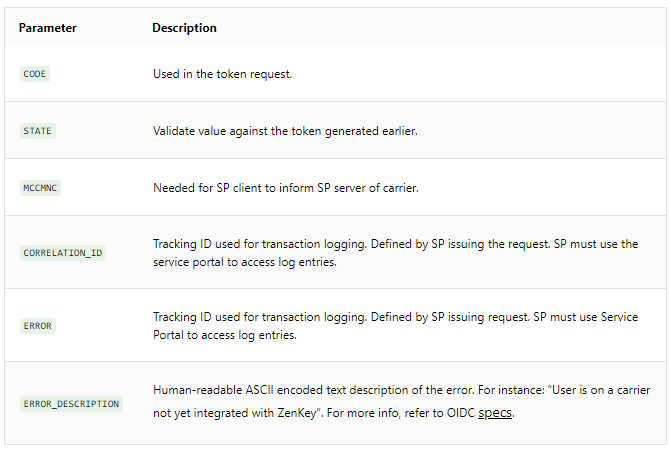 Parameter Description
CODE Used in the token request.
STATE Validate value against the token generated earlier.
MCCMNC Needed for SP client to inform SP server of carrier.
CORRELATION_ID Tracking ID used for transaction logging. Defined by SP issuing the request. SP must use the
service portal to access log entries.
ERROR Tracking ID used for transaction logging. Defined by SP issuing request. SP must use Service
Portal to access log entries.
ERROR_DESCRIPTION Human-readable ASCII encoded text description of the error. For instance: “User is on a carrier
not yet integrated with ZenKey”. For more info, refer to OIDC specs.